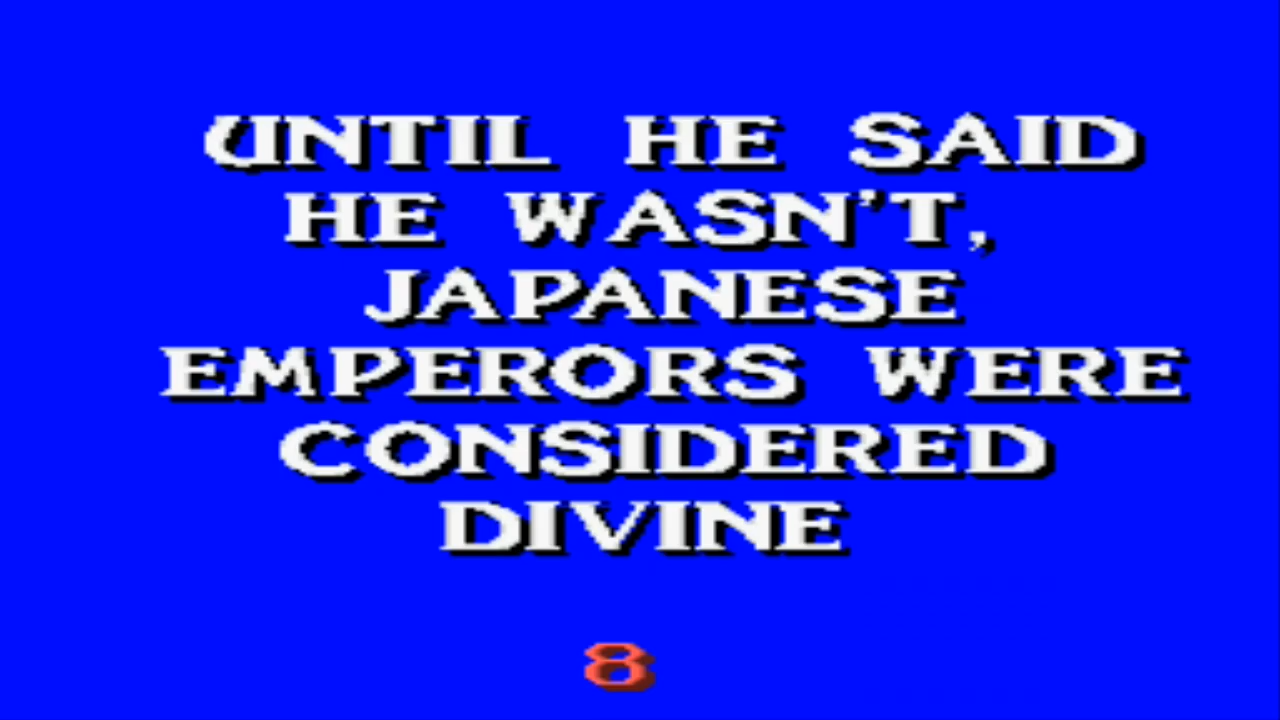 UNTIL HE SAID
HE WASN'T,
JAPANESE
EMPERORS WERE
CONSIDERED
DIVINE
8